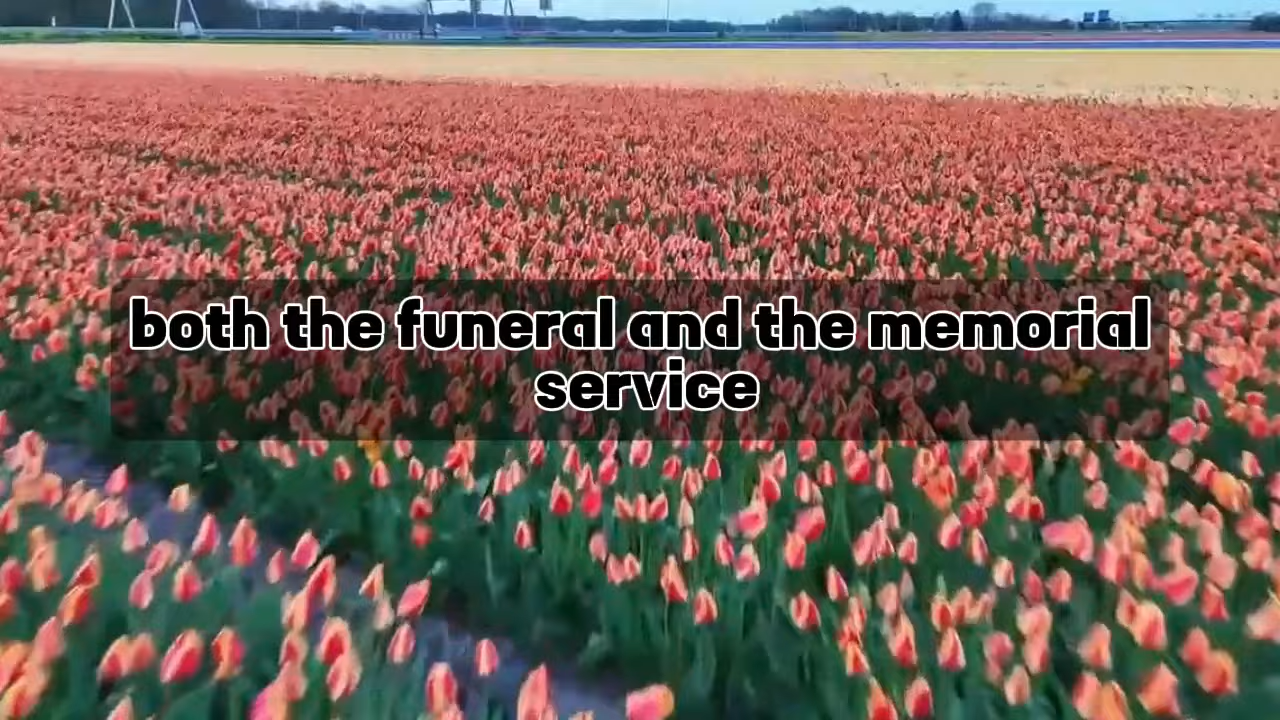 both the funeral and the memorial
service